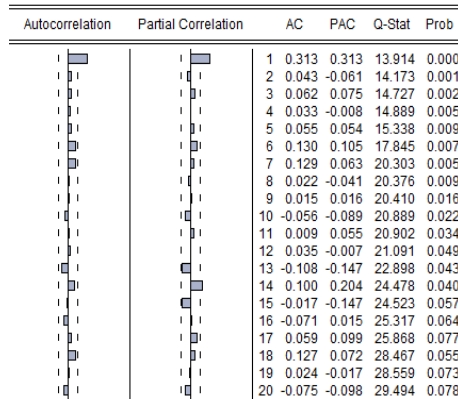 Autocorrelation Partial Correlation AC PAC Q-Stat Prob
1 0.313 0.313 13.914 0.000
2 0.043 -0.061 14.173 0.001
3 0.062 0.075 14.727 0.002
4 0.033 -0.008 14.889 0.005
5 0.055 0.054 15.338 0.009
6 0.130 0.105 17.845 0.007
7 0.129 0.063 20.303 0.005
8 0.022 -0.041 20.376 0.009
9 0.015 0.016 20.410 0.016
10 -0.056 -0.089 20.889 0.022
11 0.009 0.055 20.902 0.034
12 0.035 -0.007 21.091 0.049
13 -0.108 -0.147 22.898 0.043
14 0.100 0.204 24.478 0.040
15 -0.017 -0.147 24.523 0.057
16 -0.071 0.015 25.317 0.064
17 0.059 0.099 25.868 0.077
18 0.127 0.072 28.467 0.055
19 0.024 -0.017 28.559 0.073
20 -0.075 -0.098 29.494 0.078